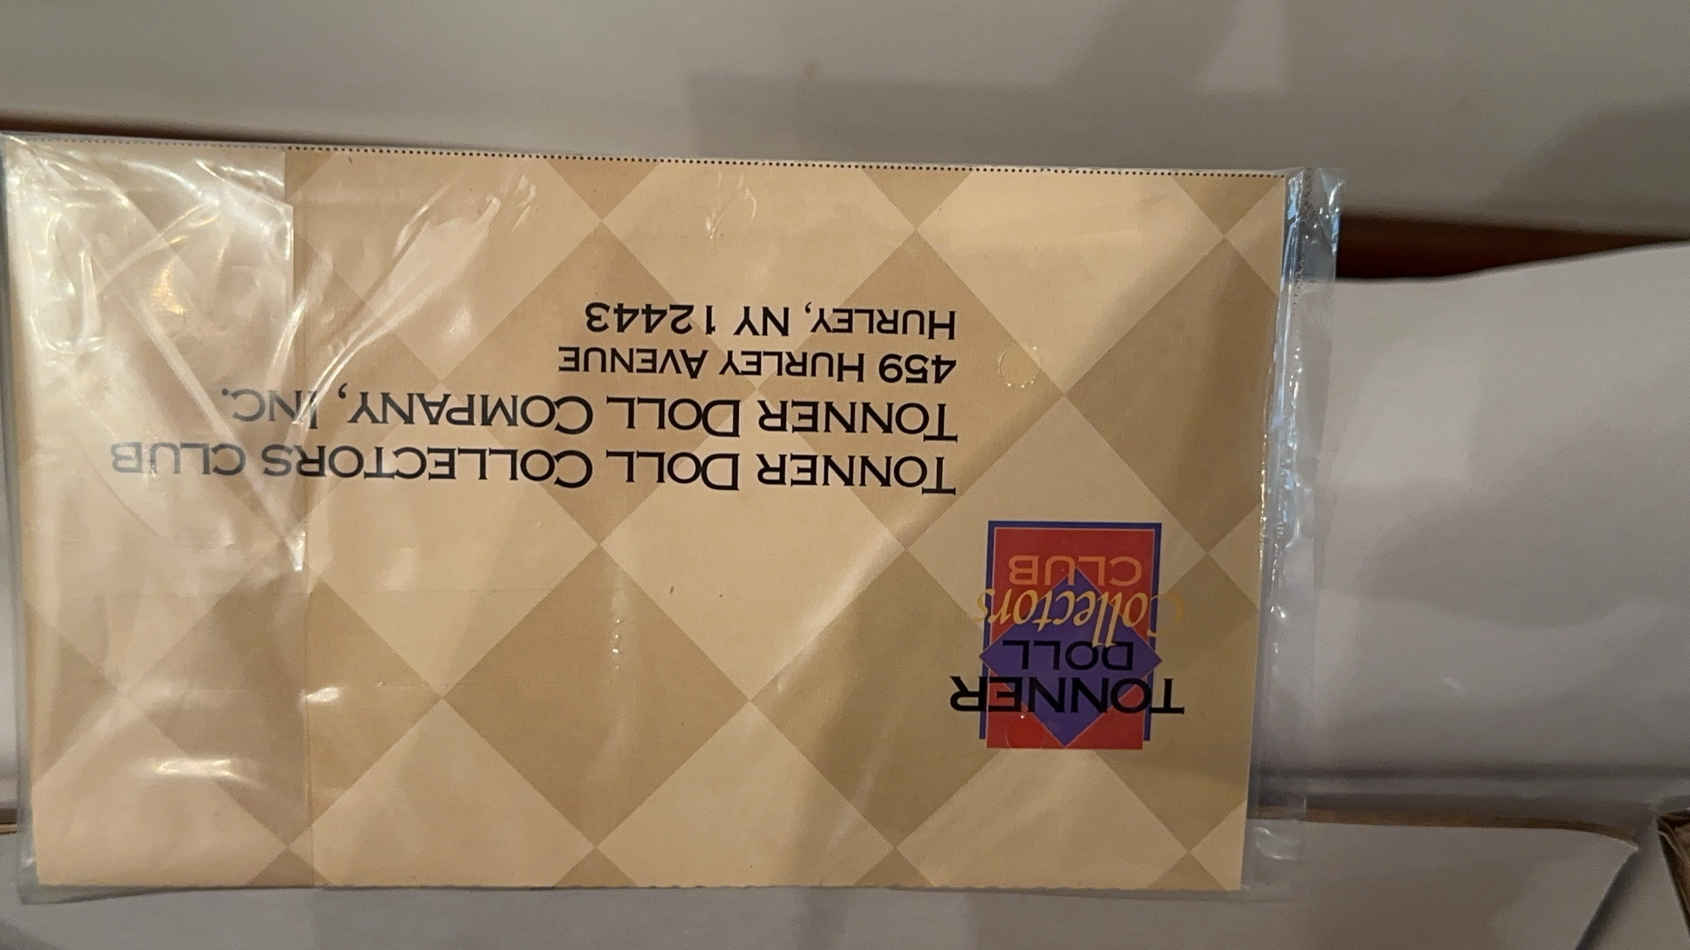 TONNER
DOLL
Collectors
CLUB
TONNER DOLL COLLECTORS CLUB
TONNER DOLL COMPANY, INC.
459 HURLEY AVENUE
HURLEY, NY 12443